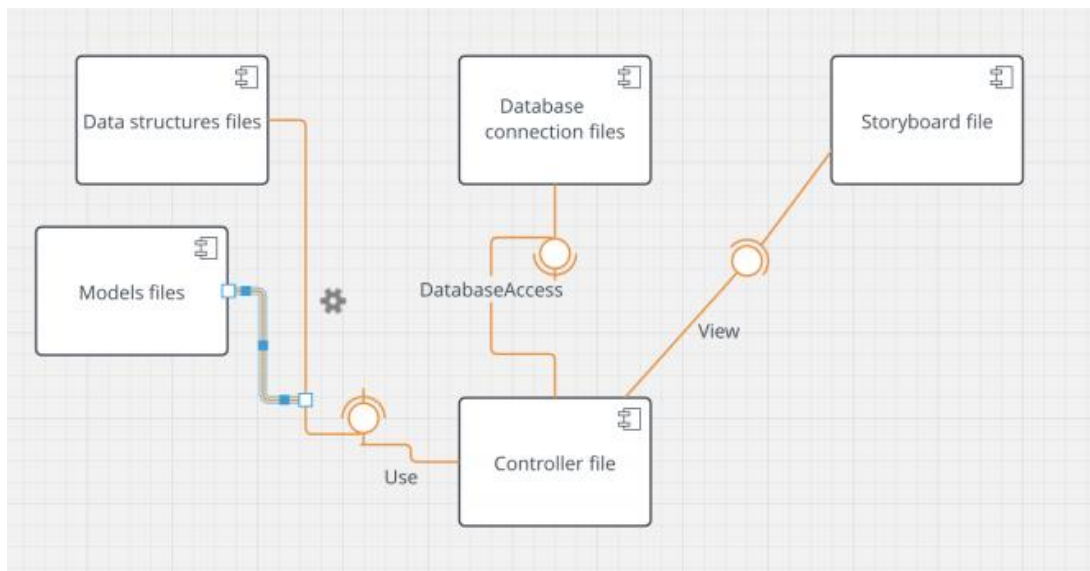 Data structures files
Database
connection files
Storyboard file
Models files
DatabaseAccess
View
Controller file
Use